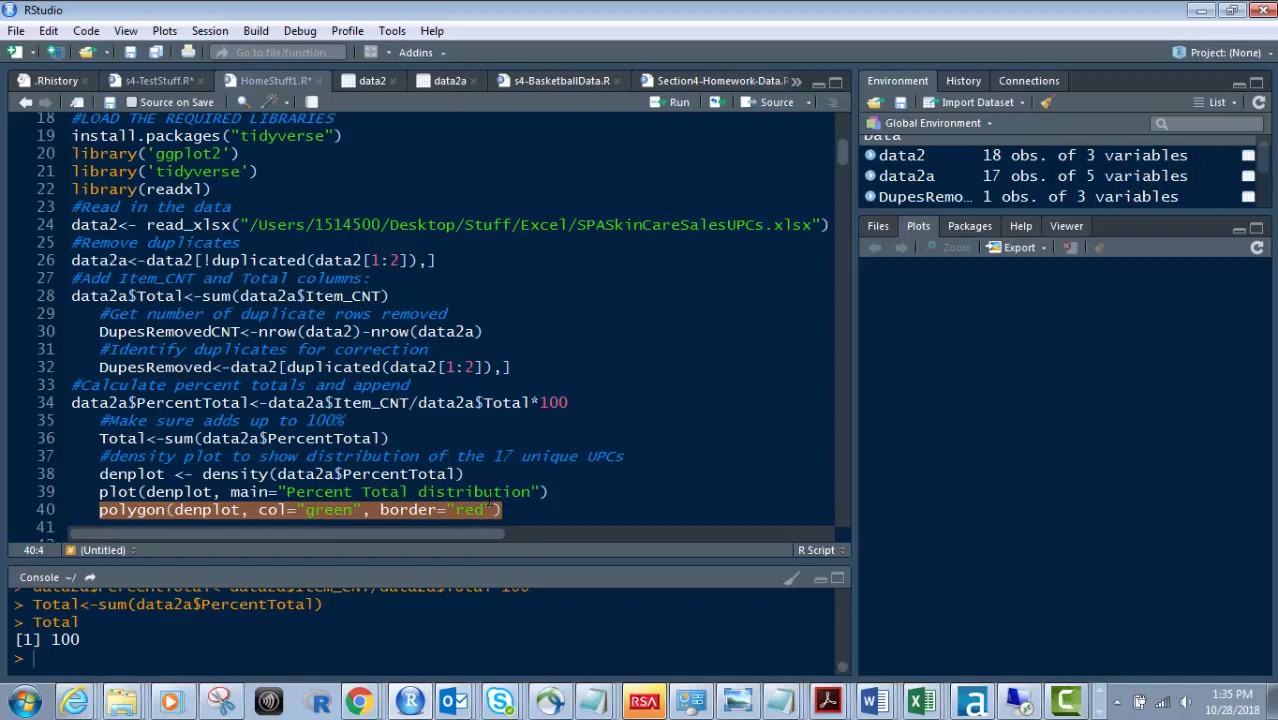 RStudio
File Edit Code View Plots Session Build Debug Profile Tools Help
Go to file/function Addins Project: (None)
.Rhistory s4-TestStuff.R* HomeStuff1.R* data2 data2a s4-BasketballData.R Section4-Homework-Data.R
Source on Save Run Source
18 #LOAD THE REQUIRED LIBRARIES
19 install.packages("tidyverse")
20 library('ggplot2')
21 library('tidyverse')
22 library(readxl)
23 #Read in the data
24 data2<- read_xlsx("/Users/1514500/Desktop/Stuff/Excel/SPASkinCareSalesUPCs.xlsx")
25 #Remove duplicates
26 data2a<-data2[!duplicated(data2[1:2]),]
27 #Add Item_CNT and Total columns:
28 data2a$Total<-sum(data2a$Item_CNT)
29 #Get number of duplicate rows removed
30 DupesRemovedCNT<-nrow(data2)-nrow(data2a)
31 #Identify duplicates for correction
32 DupesRemoved<-data2[duplicated(data2[1:2]),]
33 #Calculate percent totals and append
34 data2a$PercentTotal<-data2a$Item_CNT/data2a$Total*100
35 #Make sure adds up to 100%
36 Total<-sum(data2a$PercentTotal)
37 #density plot to show distribution of the 17 unique UPCs
38 denplot <- density(data2a$PercentTotal)
39 plot(denplot, main="Percent Total distribution")
40 polygon(denplot, col="green", border="red")
41
40:4 (Untitled) R Script
Console ~/
> data2a$PercentTotal<-data2a$Item_CNT/data2a$Total*100
> Total<-sum(data2a$PercentTotal)
> Total
[1] 100
>
Environment History Connections
Import Dataset List
Global Environment
Data
data2 18 obs. of 3 variables
data2a 17 obs. of 5 variables
DupesRemo… 1 obs. of 3 variables
Files Plots Packages Help Viewer
Zoom Export
RSA
1:35 PM
10/28/2018